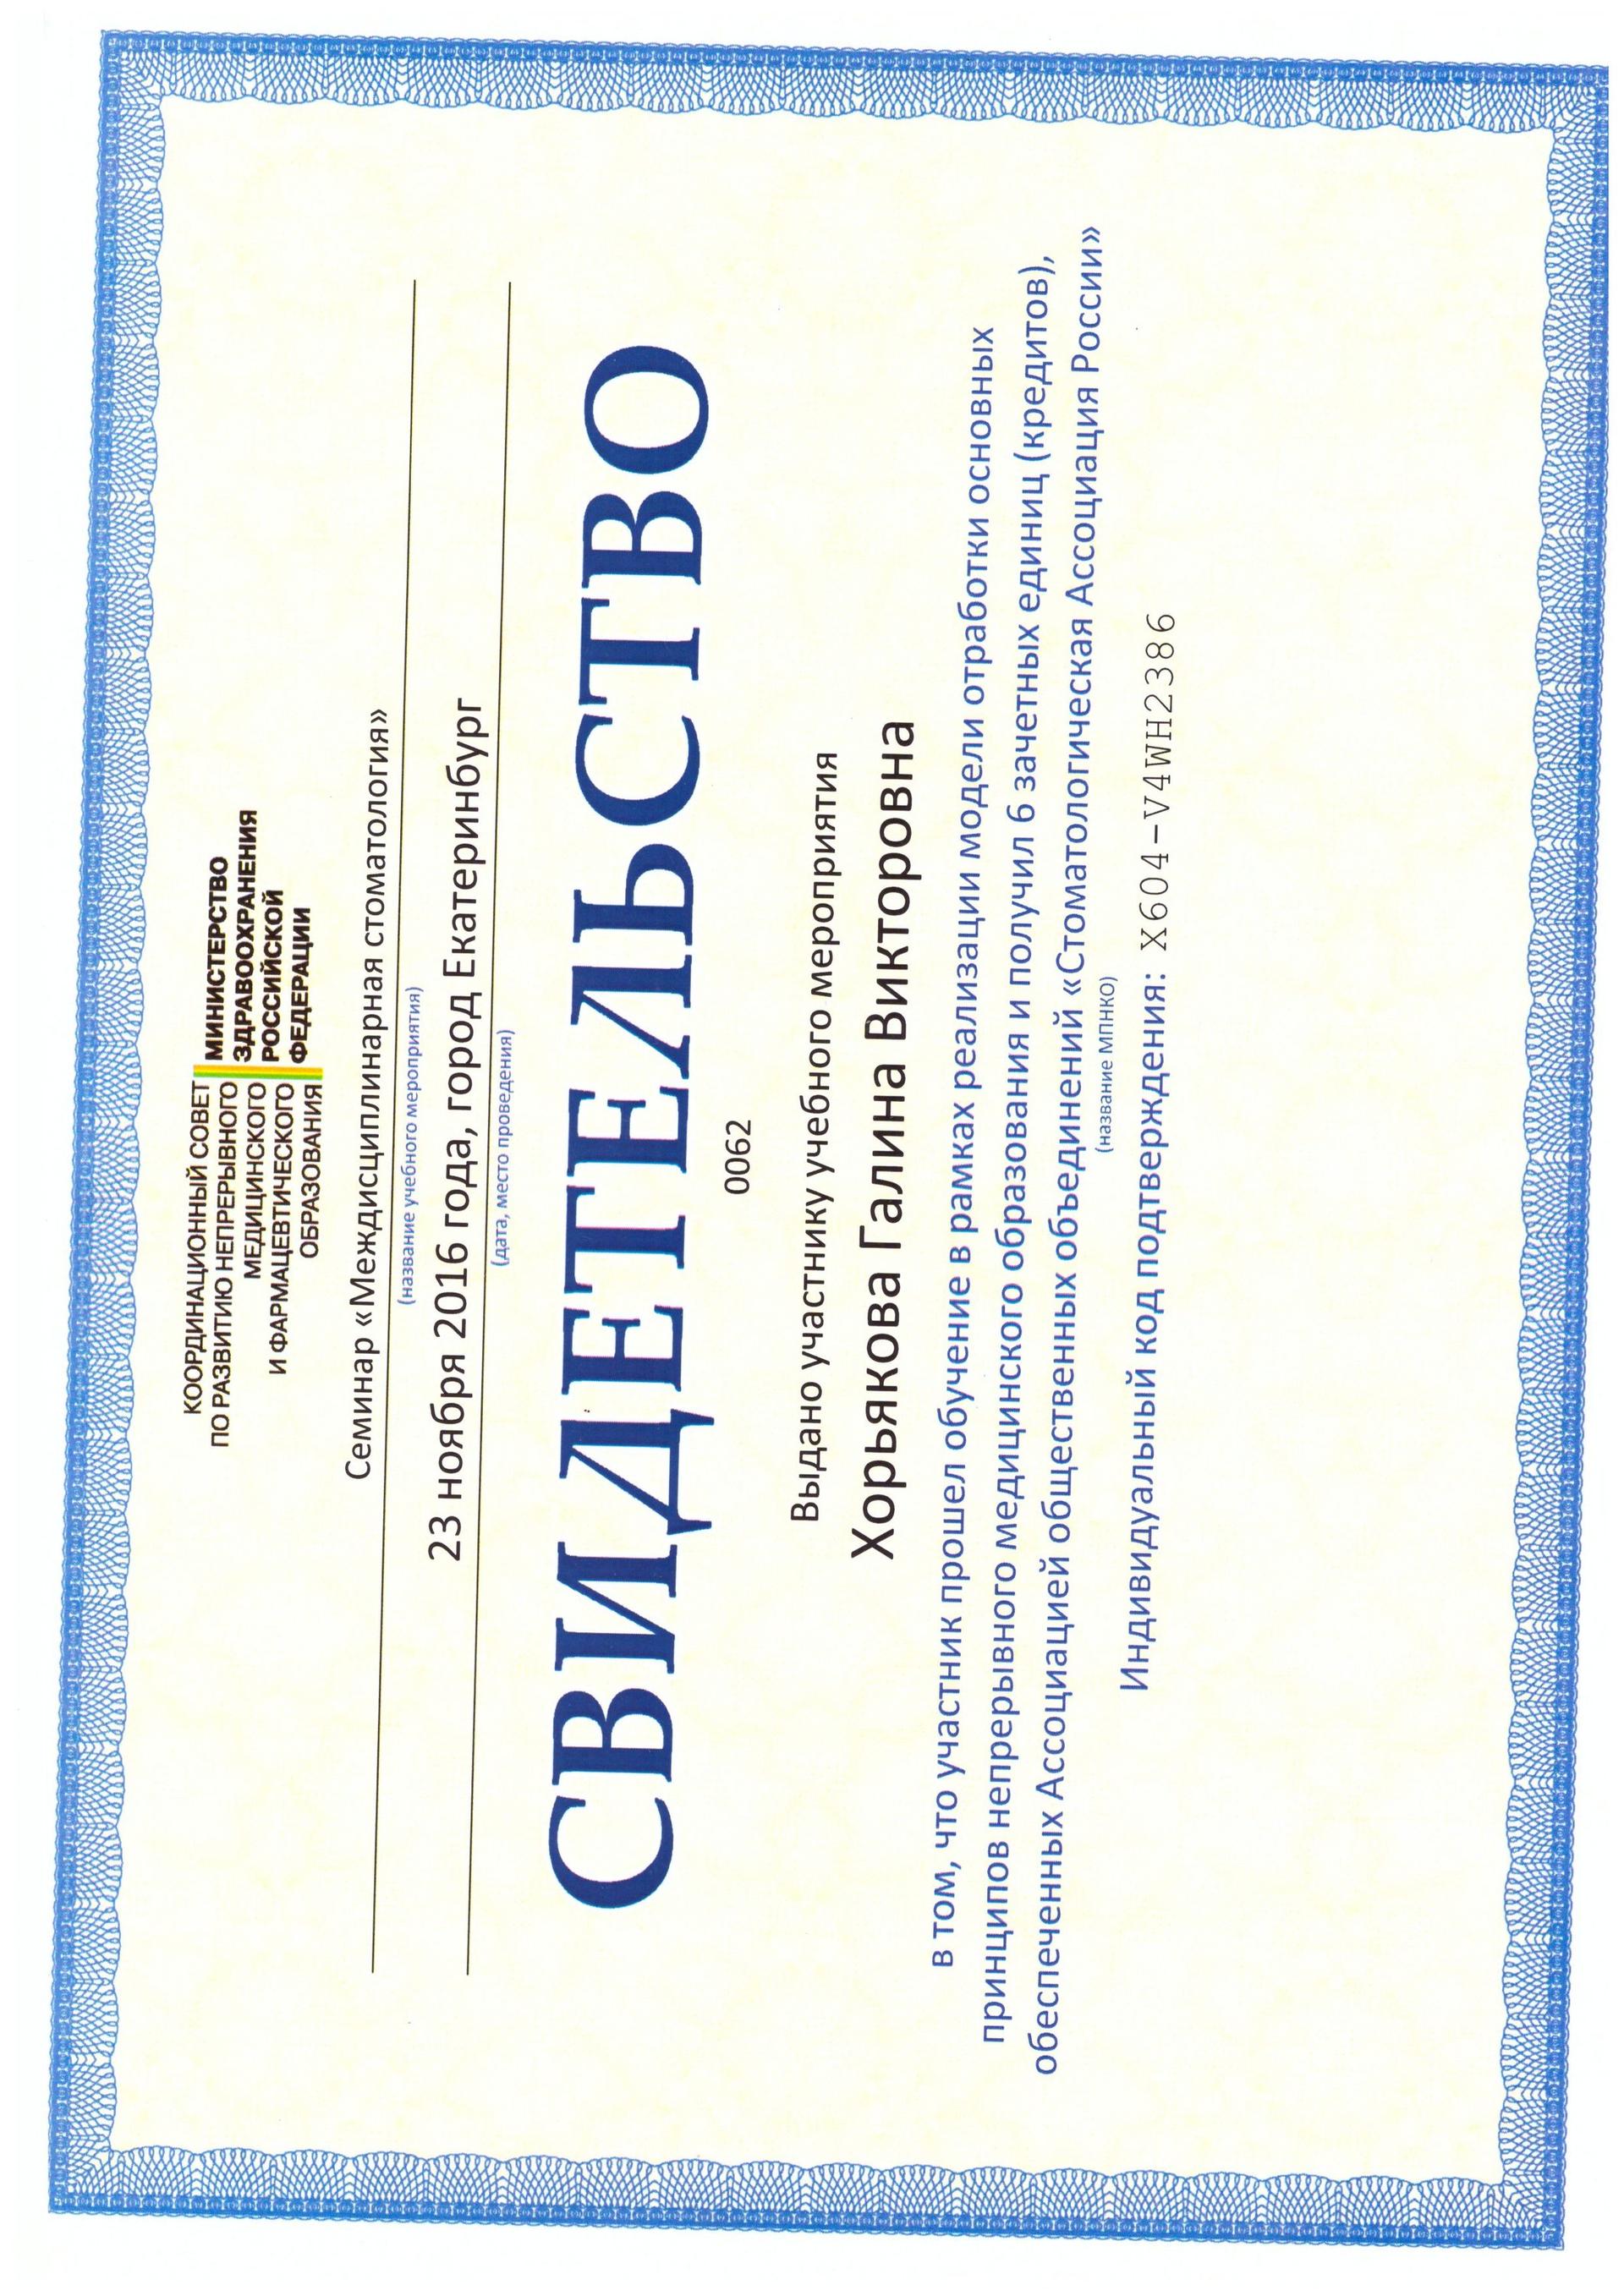 КООРДИНАЦИОННЫЙ СОВЕТ
ПО РАЗВИТИЮ НЕПРЕРЫВНОГО
МЕДИЦИНСКОГО
И ФАРМАЦЕВТИЧЕСКОГО
ОБРАЗОВАНИЯ
МИНИСТЕРСТВО
ЗДРАВООХРАНЕНИЯ
РОССИЙСКОЙ
ФЕДЕРАЦИИ
Семинар «Междисциплинарная стоматология»
(название учебного мероприятия)
23 ноября 2016 года, город Екатеринбург
(дата, место проведения)
СВИДЕТЕЛЬСТВО
0062
Выдано участнику учебного мероприятия
Хорьякова Галина Викторовна
в том, что участник прошел обучение в рамках реализации модели отработки основных
принципов непрерывного медицинского образования и получил 6 зачетных единиц (кредитов),
обеспеченных Ассоциацией общественных объединений «Стоматологическая Ассоциация России»
(название МПНКО)
Индивидуальный код подтверждения: X604-V4WH2386